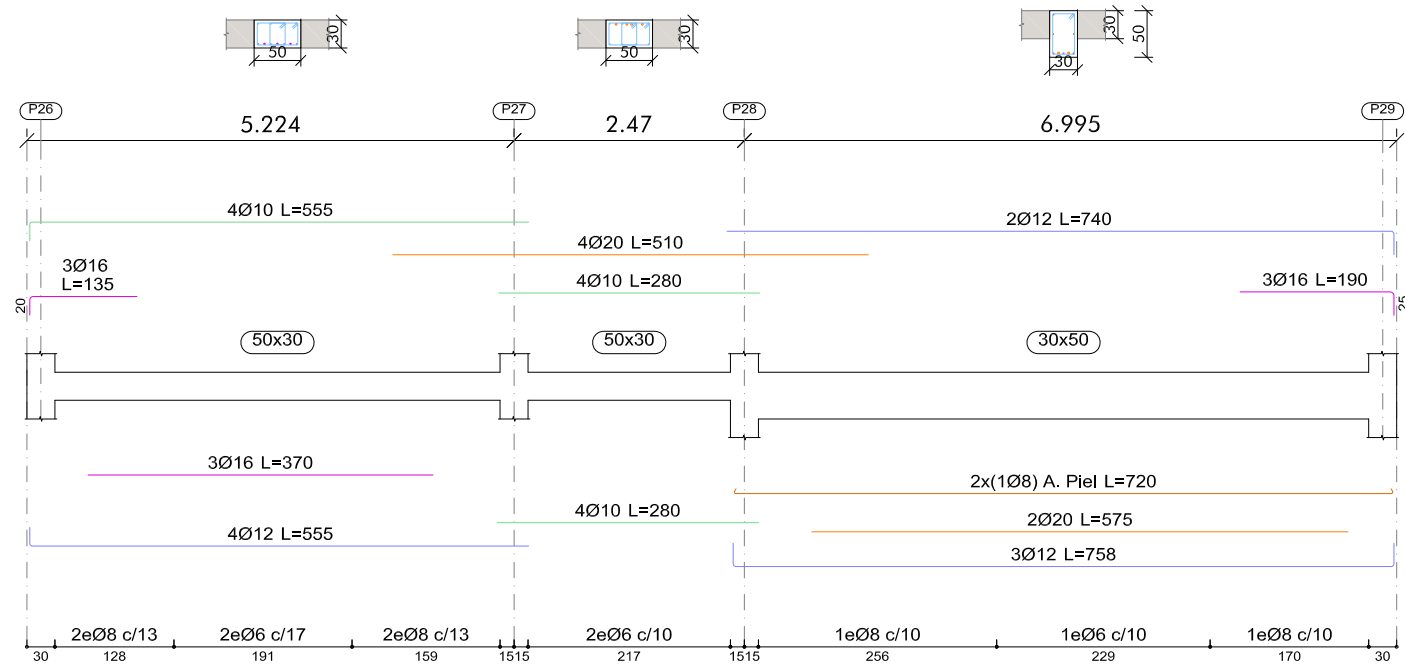 30
50
30
50
30
50
30
P26
P27
P28
P29
5.224
2.47
6.995
4Ø10 L=555
2Ø12 L=740
4Ø20 L=510
3Ø16
L=135
4Ø10 L=280
3Ø16 L=190
20
25
50x30
50x30
30x50
3Ø16 L=370
2x(1Ø8) A. Piel L=720
4Ø10 L=280
2Ø20 L=575
4Ø12 L=555
3Ø12 L=758
2eØ8 c/13
2eØ6 c/17
2eØ8 c/13
2eØ6 c/10
1eØ8 c/10
1eØ6 c/10
1eØ8 c/10
30
128
191
159
1515
217
1515
256
229
170
30